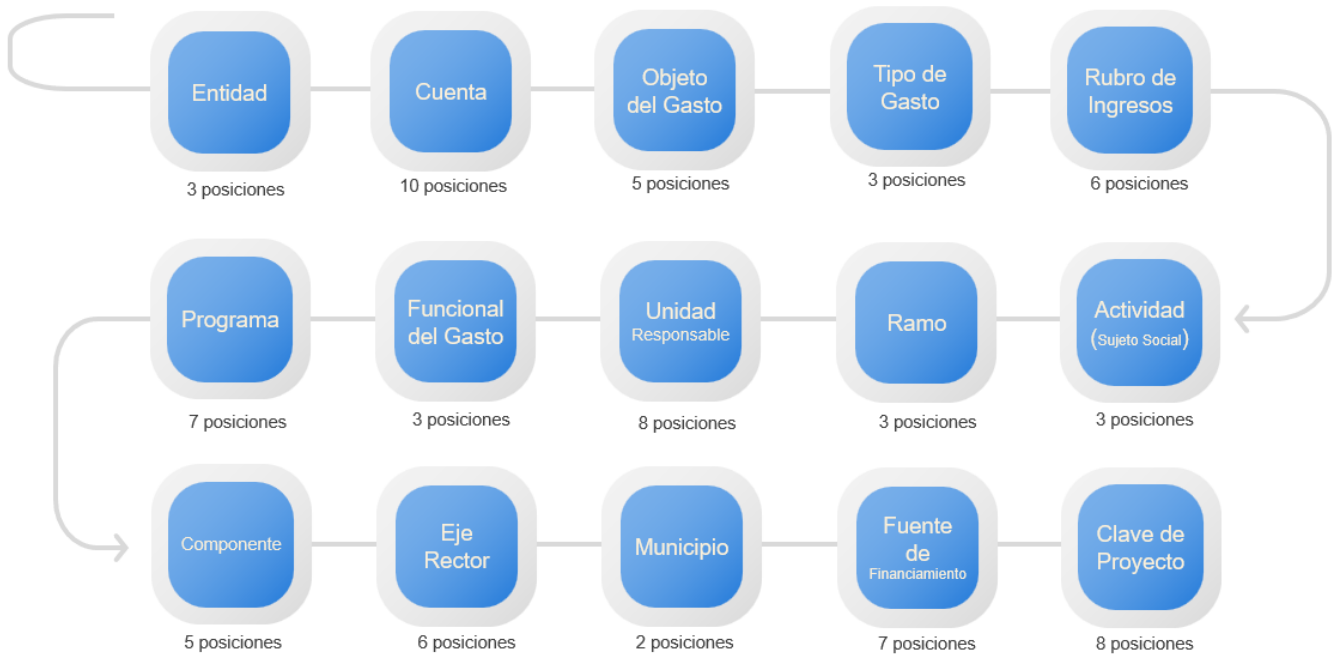 Entidad
3 posiciones
Cuenta
10 posiciones
Objeto
del Gasto
5 posiciones
Tipo de
Gasto
3 posiciones
Rubro de
Ingresos
6 posiciones
Actividad
(Sujeto Social)
3 posiciones
Ramo
3 posiciones
Unidad
Responsable
8 posiciones
Funcional
del Gasto
3 posiciones
Programa
7 posiciones
Componente
5 posiciones
Eje
Rector
6 posiciones
Municipio
2 posiciones
Fuente
de
Financiamiento
7 posiciones
Clave de
Proyecto
8 posiciones